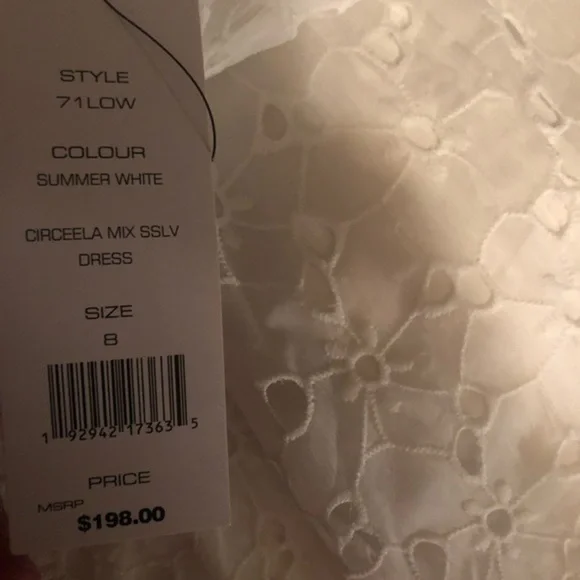 STYLE
71LOW
COLOUR
SUMMER WHITE
CIRCEELA MIX SSLV
DRESS
SIZE
8
1 92942 17363 5
PRICE
MSRP
$198.00